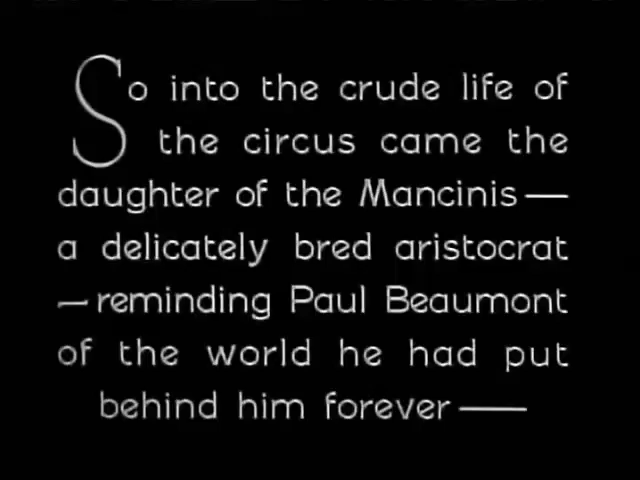 So into the crude life of
the circus came the
daughter of the Mancinis —
a delicately bred aristocrat
— reminding Paul Beaumont
of the world he had put
behind him forever —